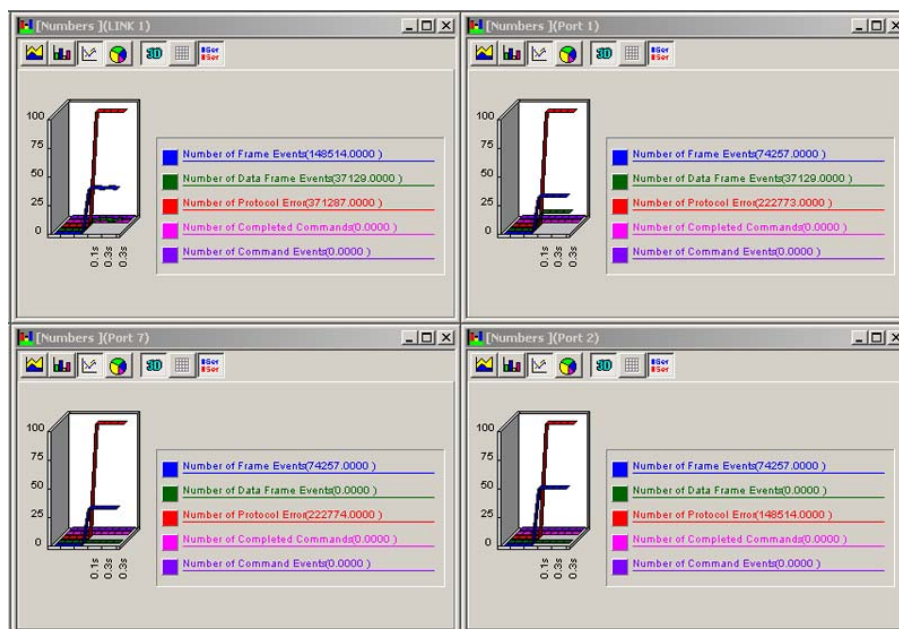 [Numbers ](LINK 1)
3D
100
75
50
25
0
0.1s
0.3s
0.3s
Number of Frame Events(148514.0000 )
Number of Data Frame Events(37129.0000 )
Number of Protocol Error(371287.0000 )
Number of Completed Commands(0.0000 )
Number of Command Events(0.0000 )
[Numbers ](Port 1)
3D
100
75
50
25
0
0.1s
0.3s
0.3s
Number of Frame Events(74257.0000 )
Number of Data Frame Events(37129.0000 )
Number of Protocol Error(222773.0000 )
Number of Completed Commands(0.0000 )
Number of Command Events(0.0000 )
[Numbers ](Port 7)
3D
100
75
50
25
0
0.1s
0.3s
0.3s
Number of Frame Events(74257.0000 )
Number of Data Frame Events(0.0000 )
Number of Protocol Error(222774.0000 )
Number of Completed Commands(0.0000 )
Number of Command Events(0.0000 )
[Numbers ](Port 2)
3D
100
75
50
25
0
0.1s
0.3s
0.3s
Number of Frame Events(74257.0000 )
Number of Data Frame Events(0.0000 )
Number of Protocol Error(148514.0000 )
Number of Completed Commands(0.0000 )
Number of Command Events(0.0000 )